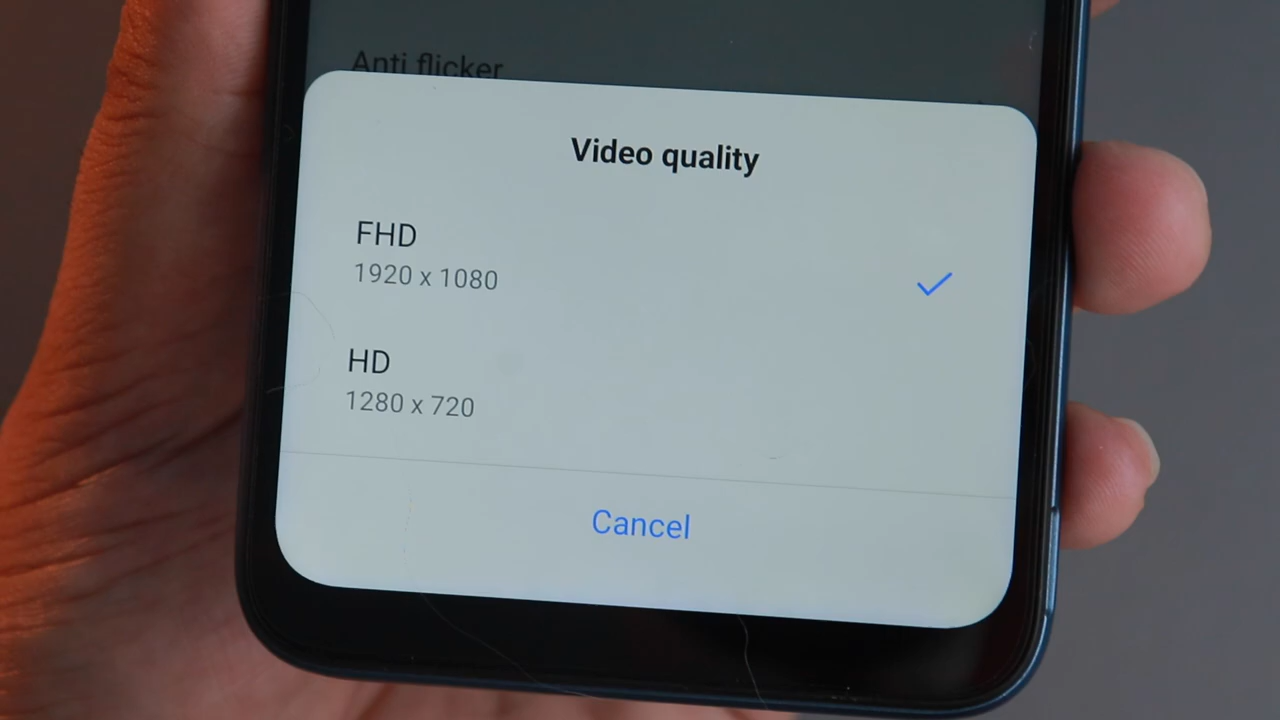 Anti flicker
Video quality
FHD
1920 x 1080
HD
1280 x 720
Cancel